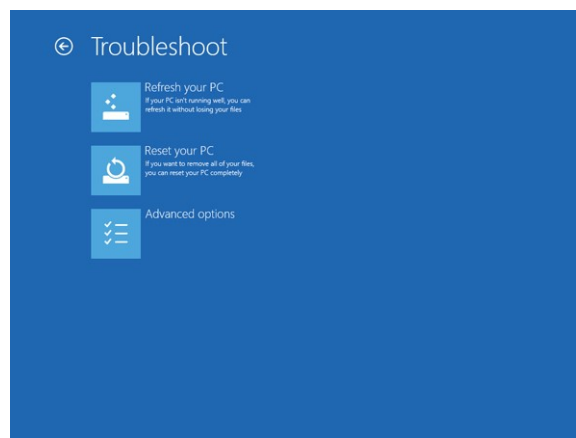 Troubleshoot
Refresh your PC
If your PC isn't running well, you can
refresh it without losing your files
Reset your PC
If you want to remove all of your files,
you can reset your PC completely
Advanced options